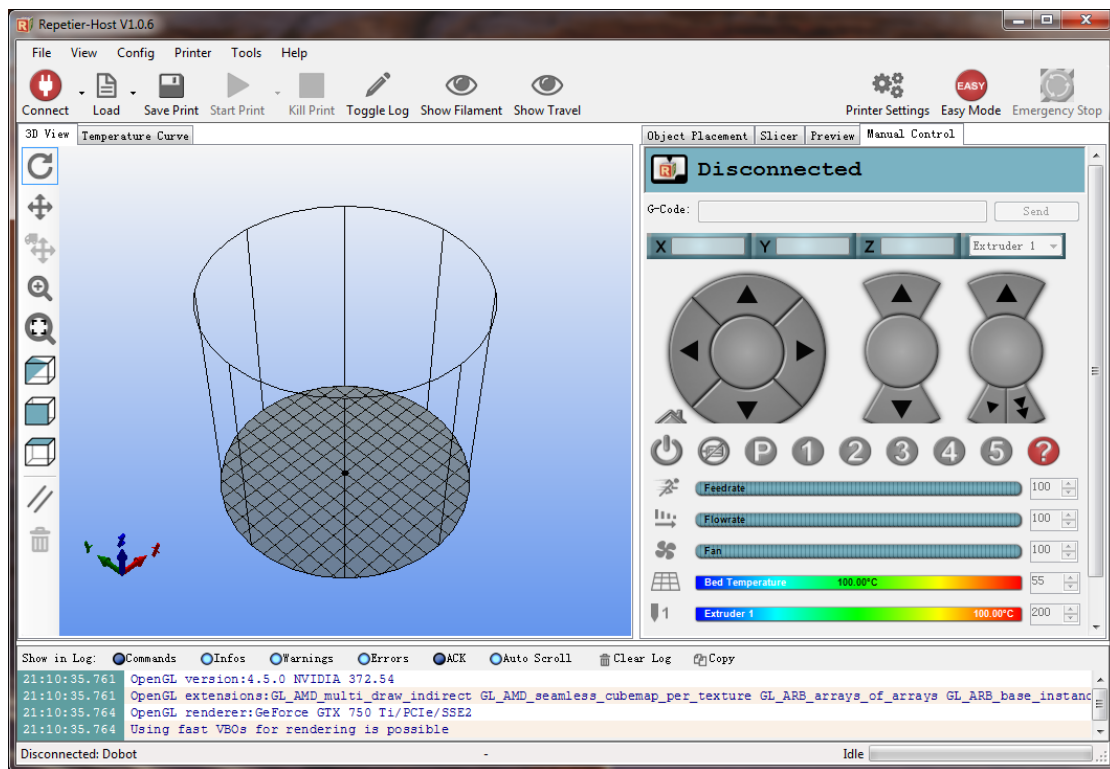 Repetier-Host V1.0.6
File View Config Printer Tools Help
Connect Load Save Print Start Print Kill Print Toggle Log Show Filament Show Travel Printer Settings Easy Mode Emergency Stop
EASY
3D View Temperature Curve
Object Placement Slicer Preview Manual Control
Disconnected
G-Code: Send
X Y Z Extruder 1
P 1 2 3 4 5 ?
Feedrate 100
Flowrate 100
Fan 100
Bed Temperature 100.00°C 55
1 Extruder 1 100.00°C 200
Show in Log: Commands Infos Warnings Errors ACK Auto Scroll Clear Log Copy
21:10:35.761 OpenGL version:4.5.0 NVIDIA 372.54
21:10:35.761 OpenGL extensions:GL_AMD_multi_draw_indirect GL_AMD_seamless_cubemap_per_texture GL_ARB_arrays_of_arrays GL_ARB_base_instanc
21:10:35.764 OpenGL renderer:GeForce GTX 750 Ti/PCIe/SSE2
21:10:35.764 Using fast VBOs for rendering is possible
Disconnected: Dobot - Idle